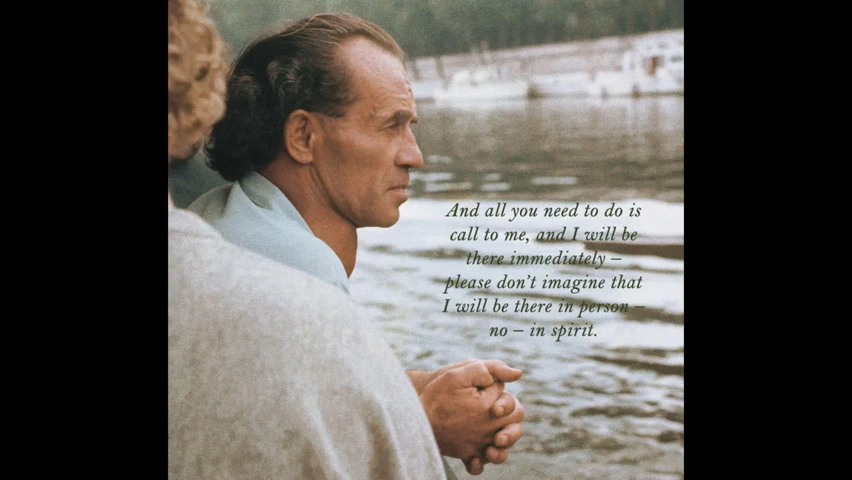 And all you need to do is
call to me, and I will be
there immediately –
please don't imagine that
I will be there in person –
no – in spirit.